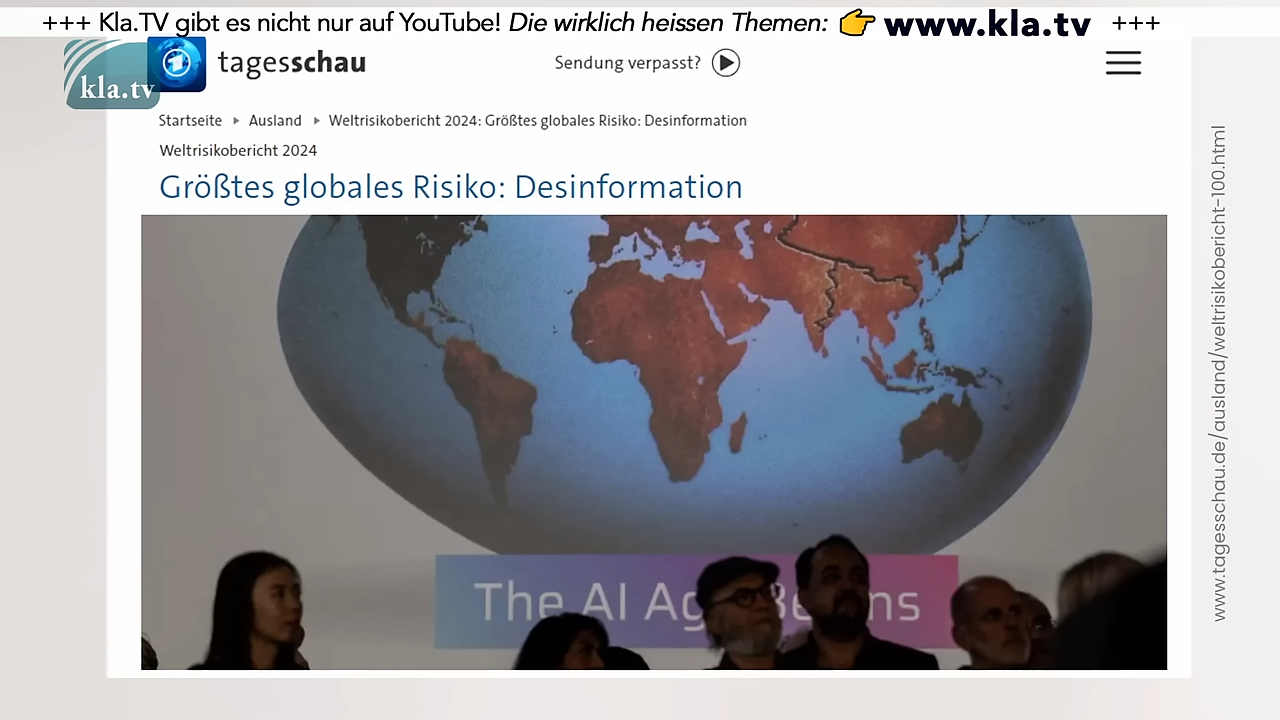 +++ Kla.TV gibt es nicht nur auf YouTube! Die wirklich heissen Themen: 👉 www.kla.tv +++
kla.tv
tagesschau
Sendung verpasst?
Startseite ▸ Ausland ▸ Weltrisikobericht 2024: Größtes globales Risiko: Desinformation
Weltrisikobericht 2024
Größtes globales Risiko: Desinformation
The AI Ag Be ns
www.tagesschau.de/ausland/weltrisikobericht-100.html